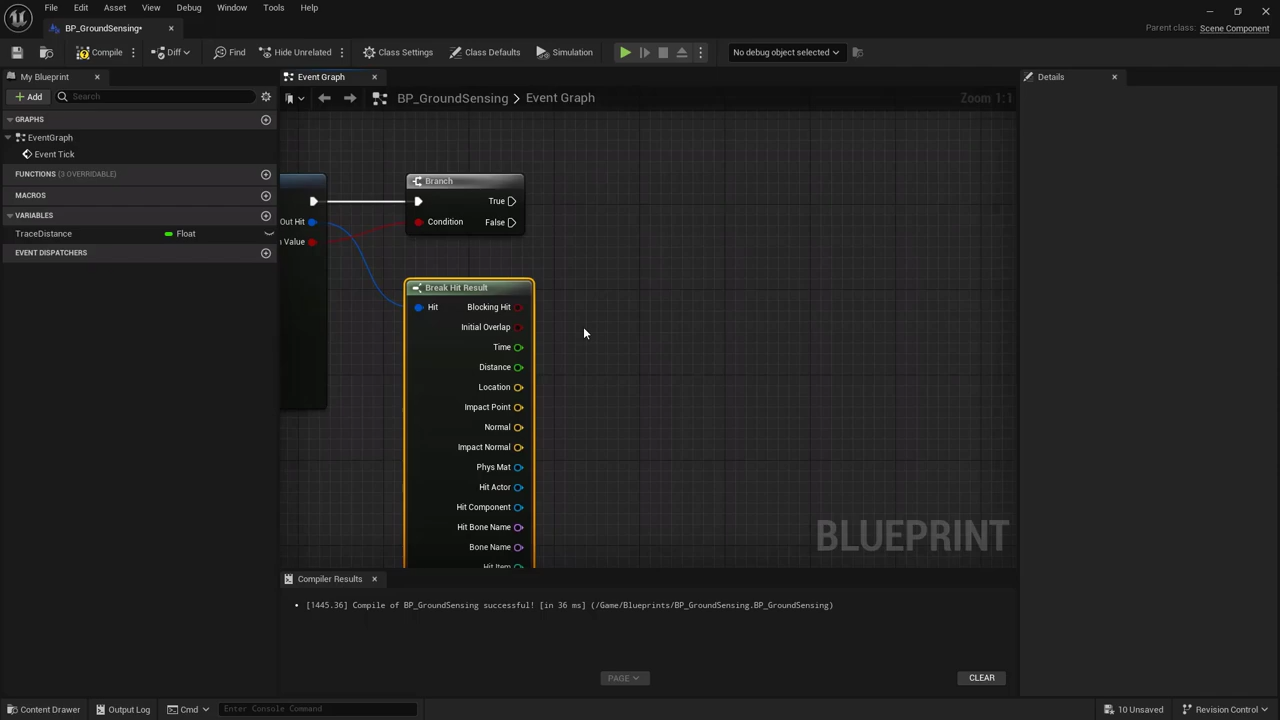 File Edit Asset View Debug Window Tools Help
BP_GroundSensing•
Parent class: Scene Component
Compile Diff Find Hide Unrelated Class Settings Class Defaults Simulation No debug object selected
My Blueprint
Event Graph
Details
Add Search
BP_GroundSensing > Event Graph Zoom 1:1
GRAPHS
EventGraph
Event Tick
FUNCTIONS (3 OVERRIDABLE)
MACROS
VARIABLES
TraceDistance Float
EVENT DISPATCHERS
Branch
True
Out Hit Condition False
n Value
Break Hit Result
Hit Blocking Hit
Initial Overlap
Time
Distance
Location
Impact Point
Normal
Impact Normal
Phys Mat
Hit Actor
Hit Component
Hit Bone Name
Bone Name
Hit Item
BLUEPRINT
Compiler Results
• [1445.36] Compile of BP_GroundSensing successful! [in 36 ms] (/Game/Blueprints/BP_GroundSensing.BP_GroundSensing)
PAGE CLEAR
Content Drawer Output Log Cmd Enter Console Command 10 Unsaved Revision Control